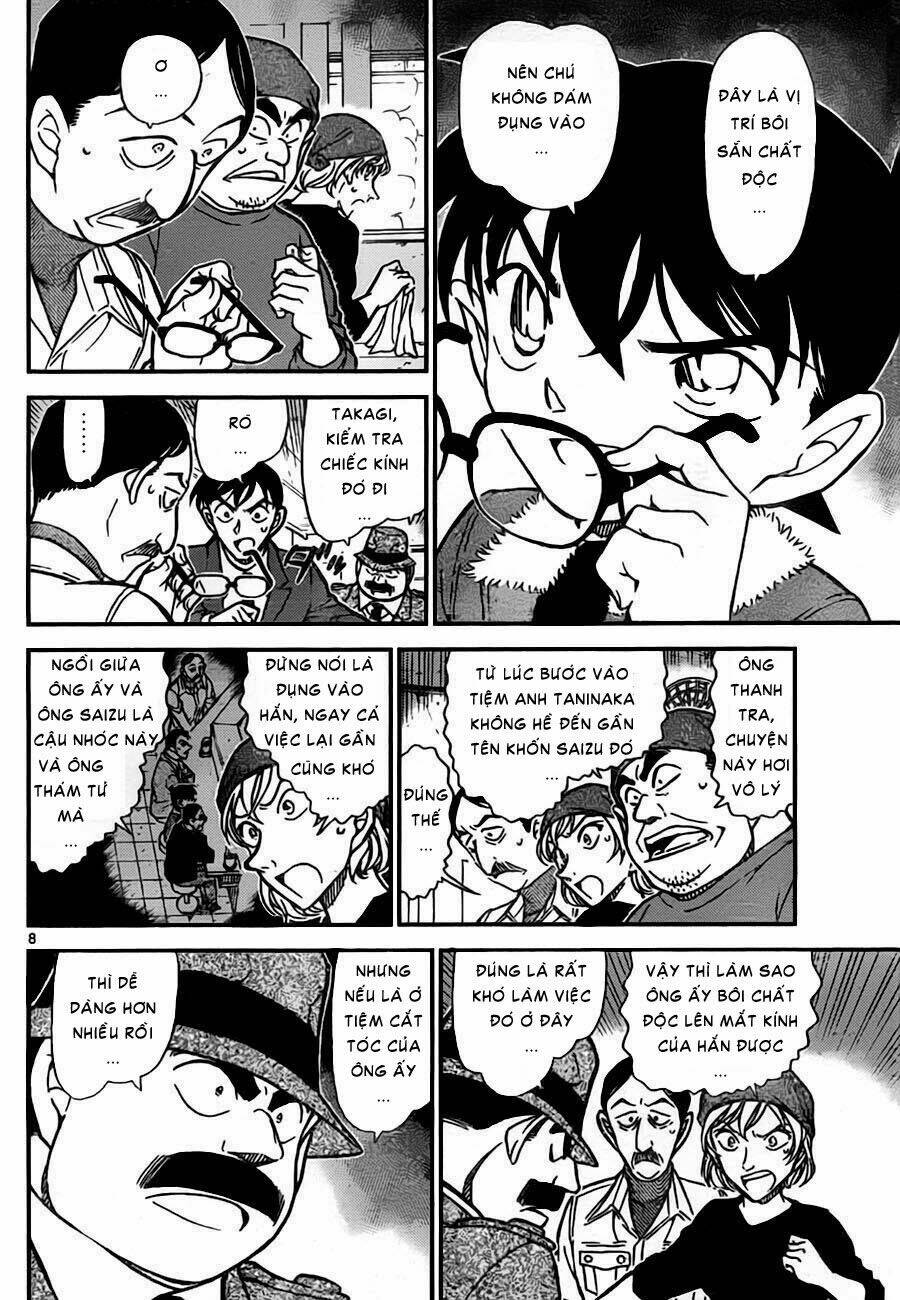 ĐÂY LÀ VỊ
TRÍ BÔI
SẴN CHẤT
ĐỘC
...
NÊN CHÚ
KHÔNG DÁM
ĐỤNG VÀO
...
Ơ
...
TAKAGI,
KIỂM TRA
CHIẾC KÍNH
ĐÓ ĐI
RÕ
......
ÔNG
THANH
TRA,
CHUYỆN
NÀY HƠI
VÔ LÝ
TỪ LÚC BƯỚC VÀO
TIỆM ANH TANINAKA
KHÔNG HỀ ĐẾN GẦN
TÊN KHỐN SAIZU ĐÓ
...
ĐÚNG
THẾ
...
ĐỪNG NÓI LÀ
ĐỤNG VÀO
HẮN, NGAY CẢ
VIỆC LẠI GẦN
CŨNG KHÓ
...
NGỒI GIỮA
ÔNG ẤY VÀ
ÔNG SAIZU LÀ
CẬU NHÓC NÀY
VÀ ÔNG
THÁM TỬ
MÀ
...
8
VẬY THÌ LÀM SAO
ÔNG ẤY BÔI CHẤT
ĐỘC LÊN MẮT KÍNH
CỦA HẮN ĐƯỢC
...
ĐÚNG LÀ RẤT
KHÓ LÀM VIỆC
ĐÓ Ở ĐÂY
...
NHƯNG
NẾU LÀ Ở
TIỆM CẮT
TÓC CỦA
ÔNG ẤY
...
THÌ DỄ
DÀNG HƠN
NHIỀU RỒI
...